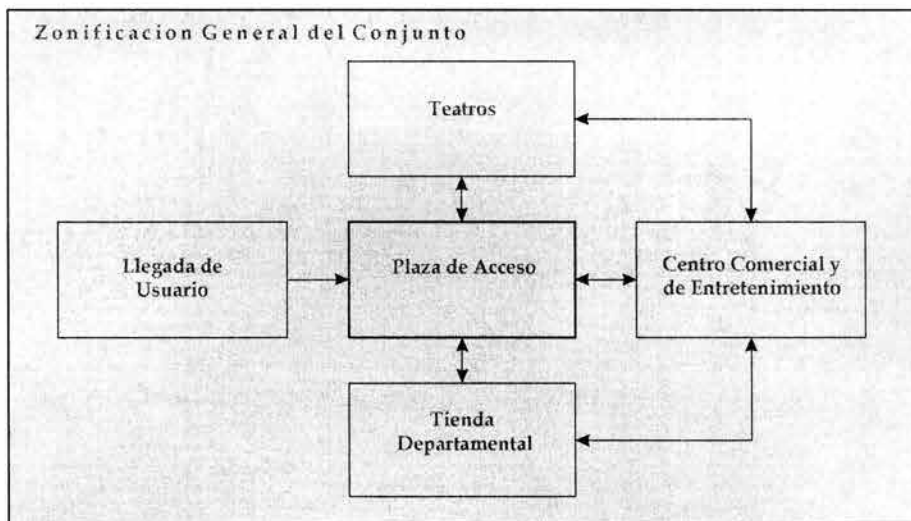 Zonificacion General del Conjunto
Teatros
Llegada de
Usuario
Plaza de Acceso
Centro Comercial y
de Entretenimiento
Tienda
Departamental